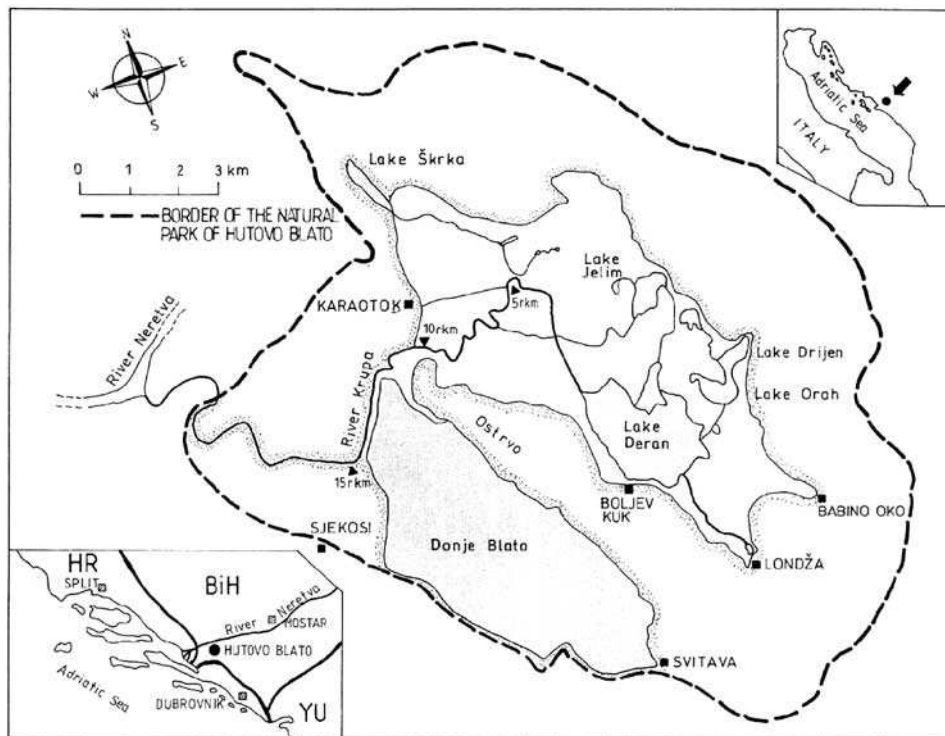 N
E
W
S
0 1 2 3 km
BORDER OF THE NATURAL
PARK OF HUTOVO BLATO
Adriatic Sea
ITALY
Lake Škrka
Lake
Jelim
KARAOTOK
5rkm
10rkm
River Neretva
Lake Drijen
Lake Orah
River Krupa
Ostrvo
Lake
Deran
15rkm
BOLJEV
KUK
BABINO OKO
SJEKOSI
Donje Blato
LONDŽA
SVITAVA
HR
SPLIT
BiH
River Neretva
MOSTAR
HUTOVO BLATO
Adriatic Sea
DUBROVNIK
YU